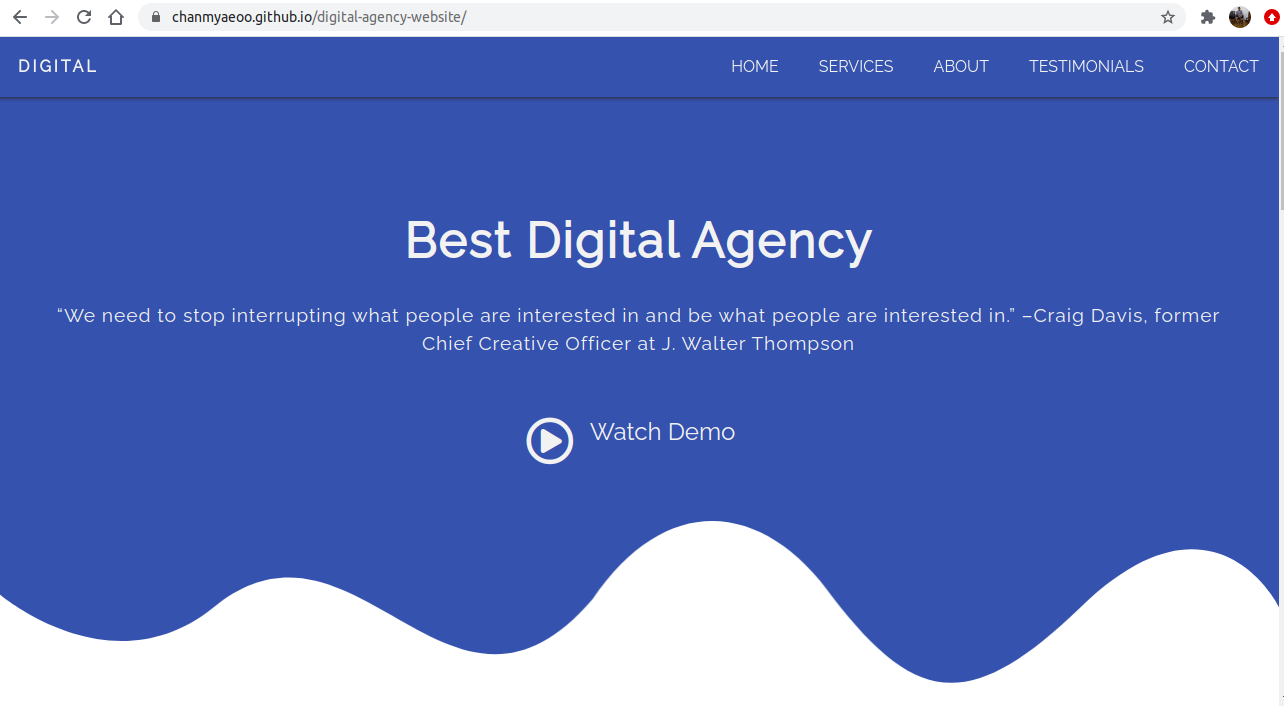 chanmyaeoo.github.io/digital-agency-website/
DIGITAL
HOME SERVICES ABOUT TESTIMONIALS CONTACT
Best Digital Agency
“We need to stop interrupting what people are interested in and be what people are interested in.” –Craig Davis, former
Chief Creative Officer at J. Walter Thompson
Watch Demo